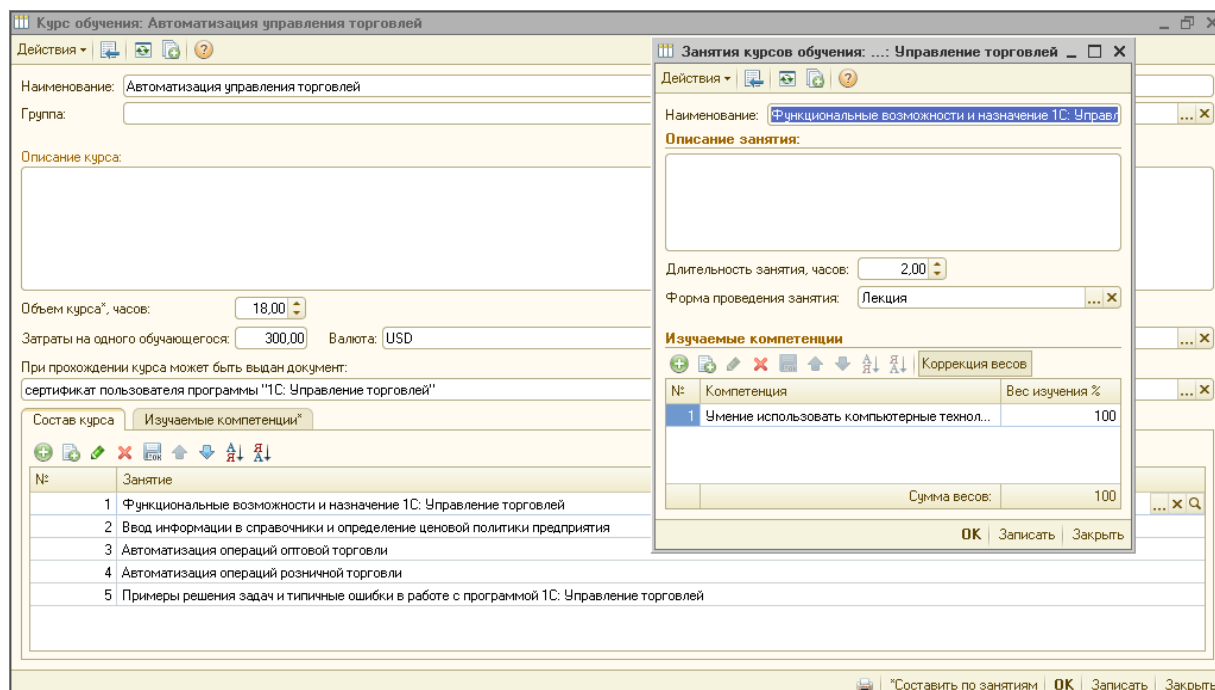 Курс обучения: Автоматизация управления торговлей
Действия
Наименование: Автоматизация управления торговлей
Группа:
Описание курса:
Объем курса*, часов: 18,00
Затраты на одного обучающегося: 300,00 Валюта: USD
При прохождении курса может быть выдан документ:
сертификат пользователя программы "1С: Управление торговлей"
Состав курса Изучаемые компетенции*
№ Занятие
1 Функциональные возможности и назначение 1С: Управление торговлей
2 Ввод информации в справочники и определение ценовой политики предприятия
3 Автоматизация операций оптовой торговли
4 Автоматизация операций розничной торговли
5 Примеры решения задач и типичные ошибки в работе с программой 1С: Управление торговлей
*Составить по занятиям OK Записать Закрыть
Занятия курсов обучения: ...: Управление торговлей
Действия
Наименование: Функциональные возможности и назначение 1С: Управл
Описание занятия:
Длительность занятия, часов: 2,00
Форма проведения занятия: Лекция ...
Изучаемые компетенции
Коррекция весов
№ Компетенция Вес изучения %
1 Умение использовать компьютерные технол... 100
Сумма весов: 100
OK Записать Закрыть